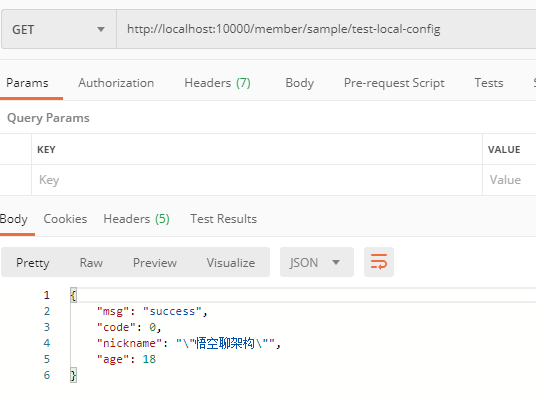 GET http://localhost:10000/member/sample/test-local-config
Params Authorization Headers (7) Body Pre-request Script Tests
Query Params
KEY VALUE
Key Value
Body Cookies Headers (5) Test Results
Pretty Raw Preview Visualize JSON
1 {
2 "msg": "success",
3 "code": 0,
4 "nickname": "\"悟空聊架构\"",
5 "age": 18
6 }